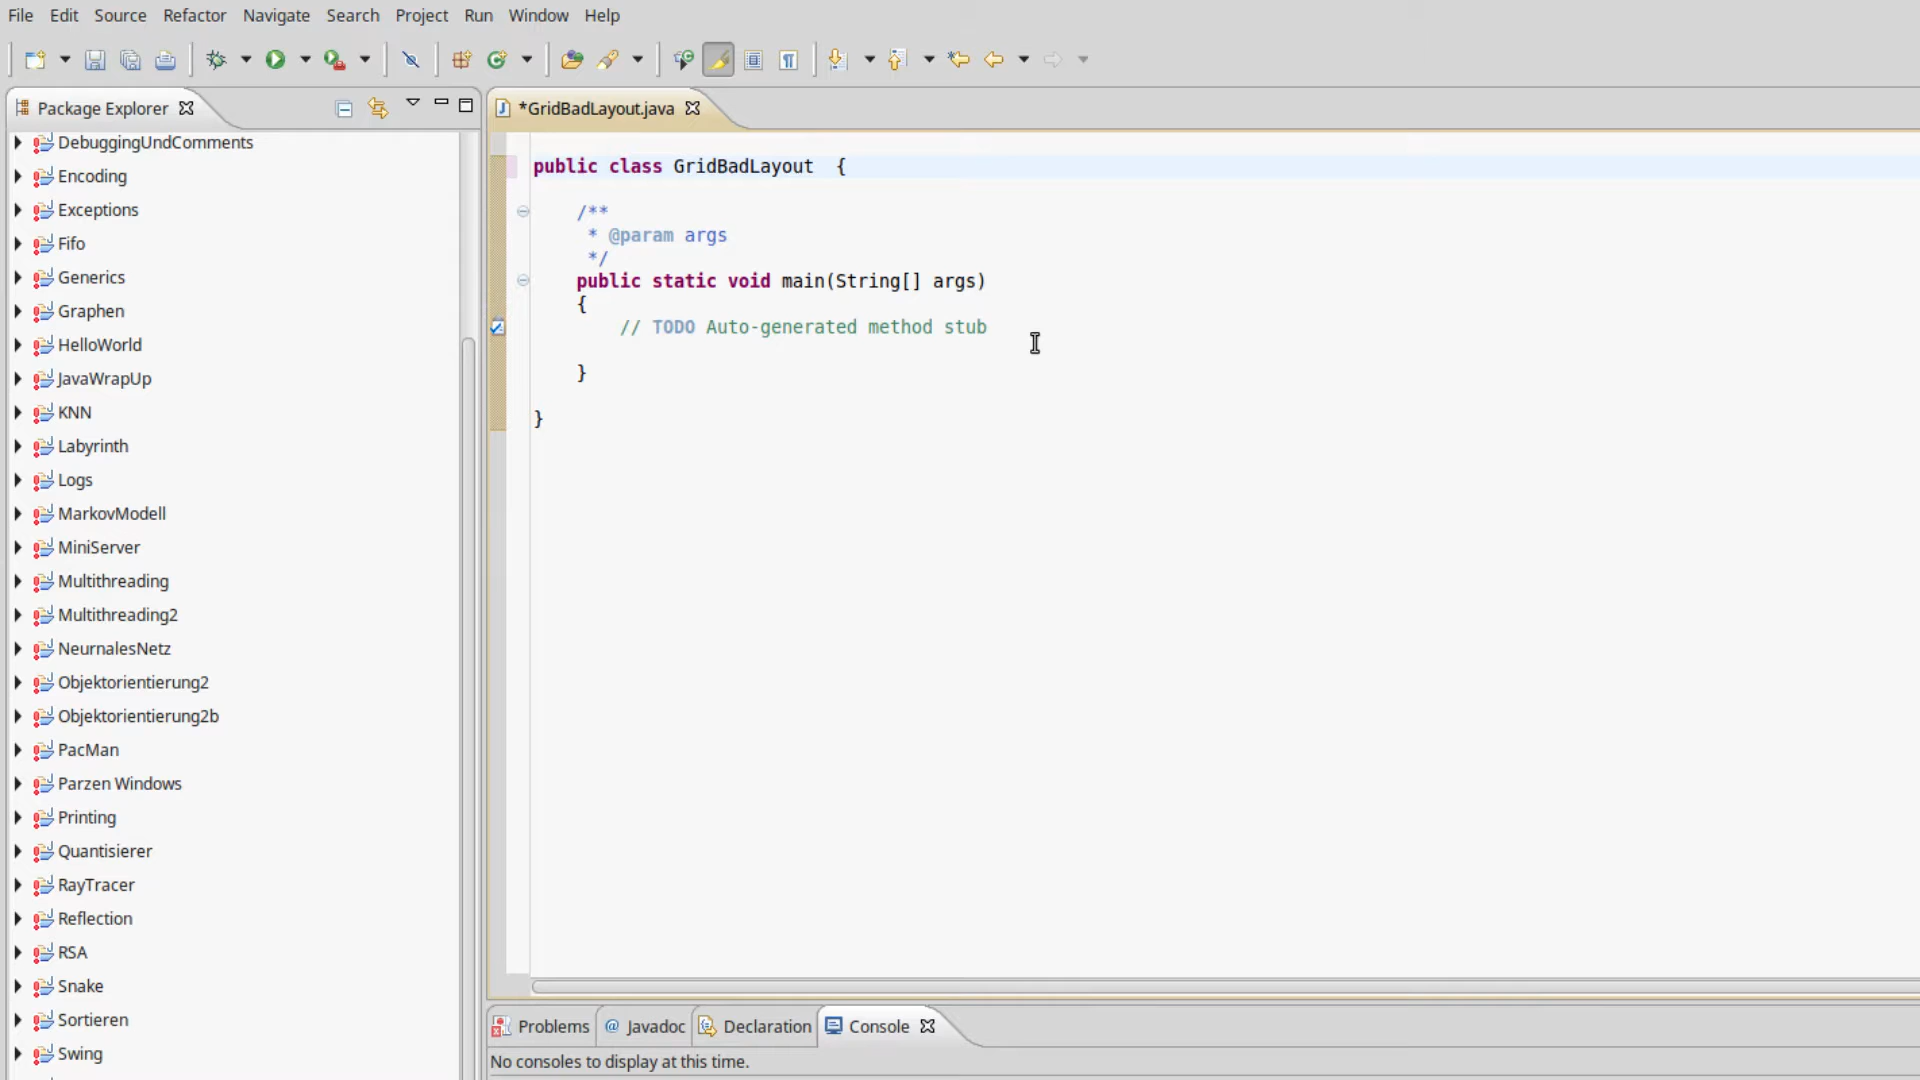 File Edit Source Refactor Navigate Search Project Run Window Help
Package Explorer
DebuggingUndComments
Encoding
Exceptions
Fifo
Generics
Graphen
HelloWorld
JavaWrapUp
KNN
Labyrinth
Logs
MarkovModell
MiniServer
Multithreading
Multithreading2
NeurnalesNetz
Objektorientierung2
Objektorientierung2b
PacMan
Parzen Windows
Printing
Quantisierer
RayTracer
Reflection
RSA
Snake
Sortieren
Swing
*GridBadLayout.java
public class GridBadLayout  {
/**
* @param args
*/
public static void main(String[] args)
{
// TODO Auto-generated method stub
}
}
Problems @ Javadoc Declaration Console
No consoles to display at this time.